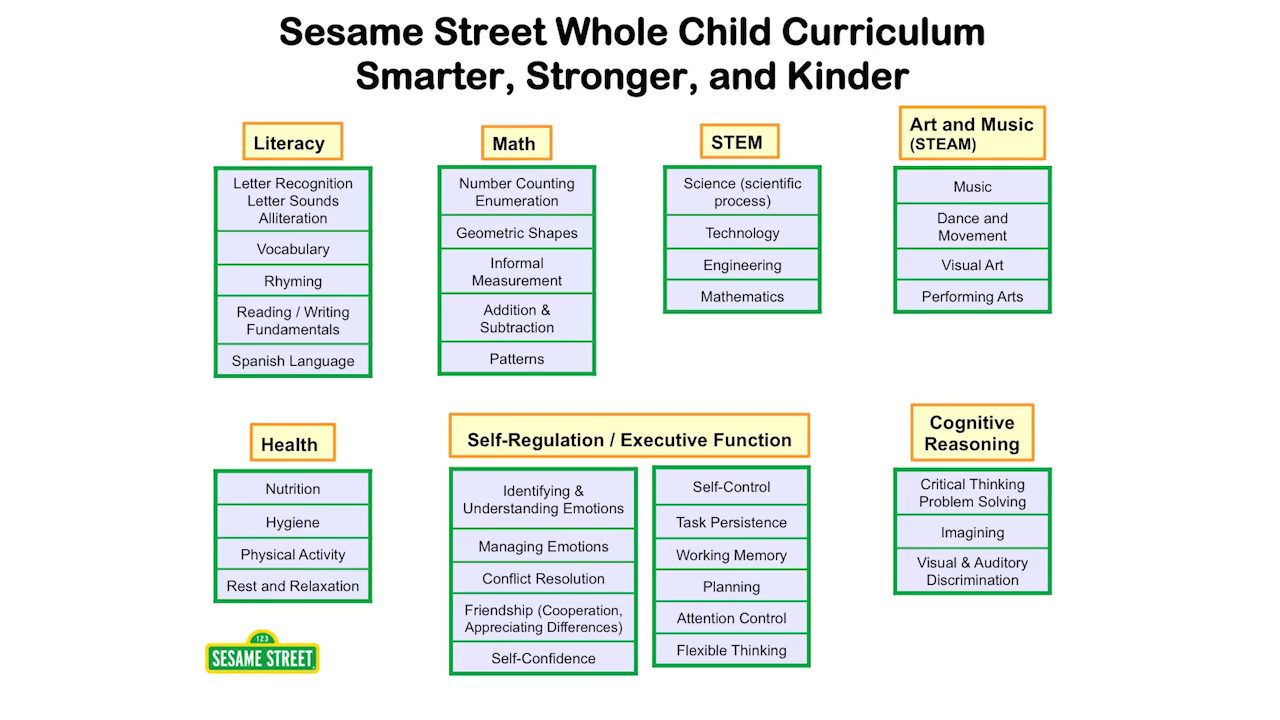 Sesame Street Whole Child Curriculum
Smarter, Stronger, and Kinder
Literacy
Letter Recognition
Letter Sounds
Alliteration
Vocabulary
Rhyming
Reading / Writing
Fundamentals
Spanish Language
Math
Number Counting
Enumeration
Geometric Shapes
Informal
Measurement
Addition &
Subtraction
Patterns
STEM
Science (scientific
process)
Technology
Engineering
Mathematics
Art and Music
(STEAM)
Music
Dance and
Movement
Visual Art
Performing Arts
Health
Nutrition
Hygiene
Physical Activity
Rest and Relaxation
Self-Regulation / Executive Function
Identifying &
Understanding Emotions
Managing Emotions
Conflict Resolution
Friendship (Cooperation,
Appreciating Differences)
Self-Confidence
Self-Control
Task Persistence
Working Memory
Planning
Attention Control
Flexible Thinking
Cognitive
Reasoning
Critical Thinking
Problem Solving
Imagining
Visual & Auditory
Discrimination
123
SESAME STREET